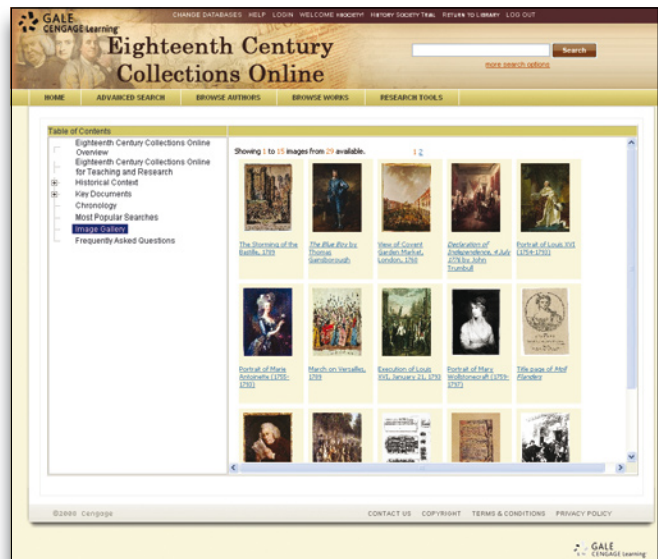 GALE
CENGAGE Learning
CHANGE DATABASES HELP LOGIN WELCOME HSOCIETY! HISTORY SOCIETY TRIAL RETURN TO LIBRARY LOG OUT
Eighteenth Century
Collections Online
Search
more search options
HOME ADVANCED SEARCH BROWSE AUTHORS BROWSE WORKS RESEARCH TOOLS
Table of Contents
Eighteenth Century Collections Online
Overview
Eighteenth Century Collections Online
for Teaching and Research
Historical Context
Key Documents
Chronology
Most Popular Searches
Image Gallery
Frequently Asked Questions
Showing 1 to 15 images from 29 available. 1 2
The Storming of the
Bastille, 1789
The Blue Boy by
Thomas
Gainsborough
View of Covent
Garden Market,
London, 1760
Declaration of
Independence, 4 July
1776 by John
Trumbull
Portrait of Louis XVI
(1754-1793)
Portrait of Marie
Antoinette (1755-
1793)
March on Versailles,
1789
Execution of Louis
XVI, January 21, 1793
Portrait of Mary
Wollstonecraft (1759-
1797)
Title page of Moll
Flanders
©2008 Cengage
CONTACT US COPYRIGHT TERMS & CONDITIONS PRIVACY POLICY
GALE
CENGAGE Learning